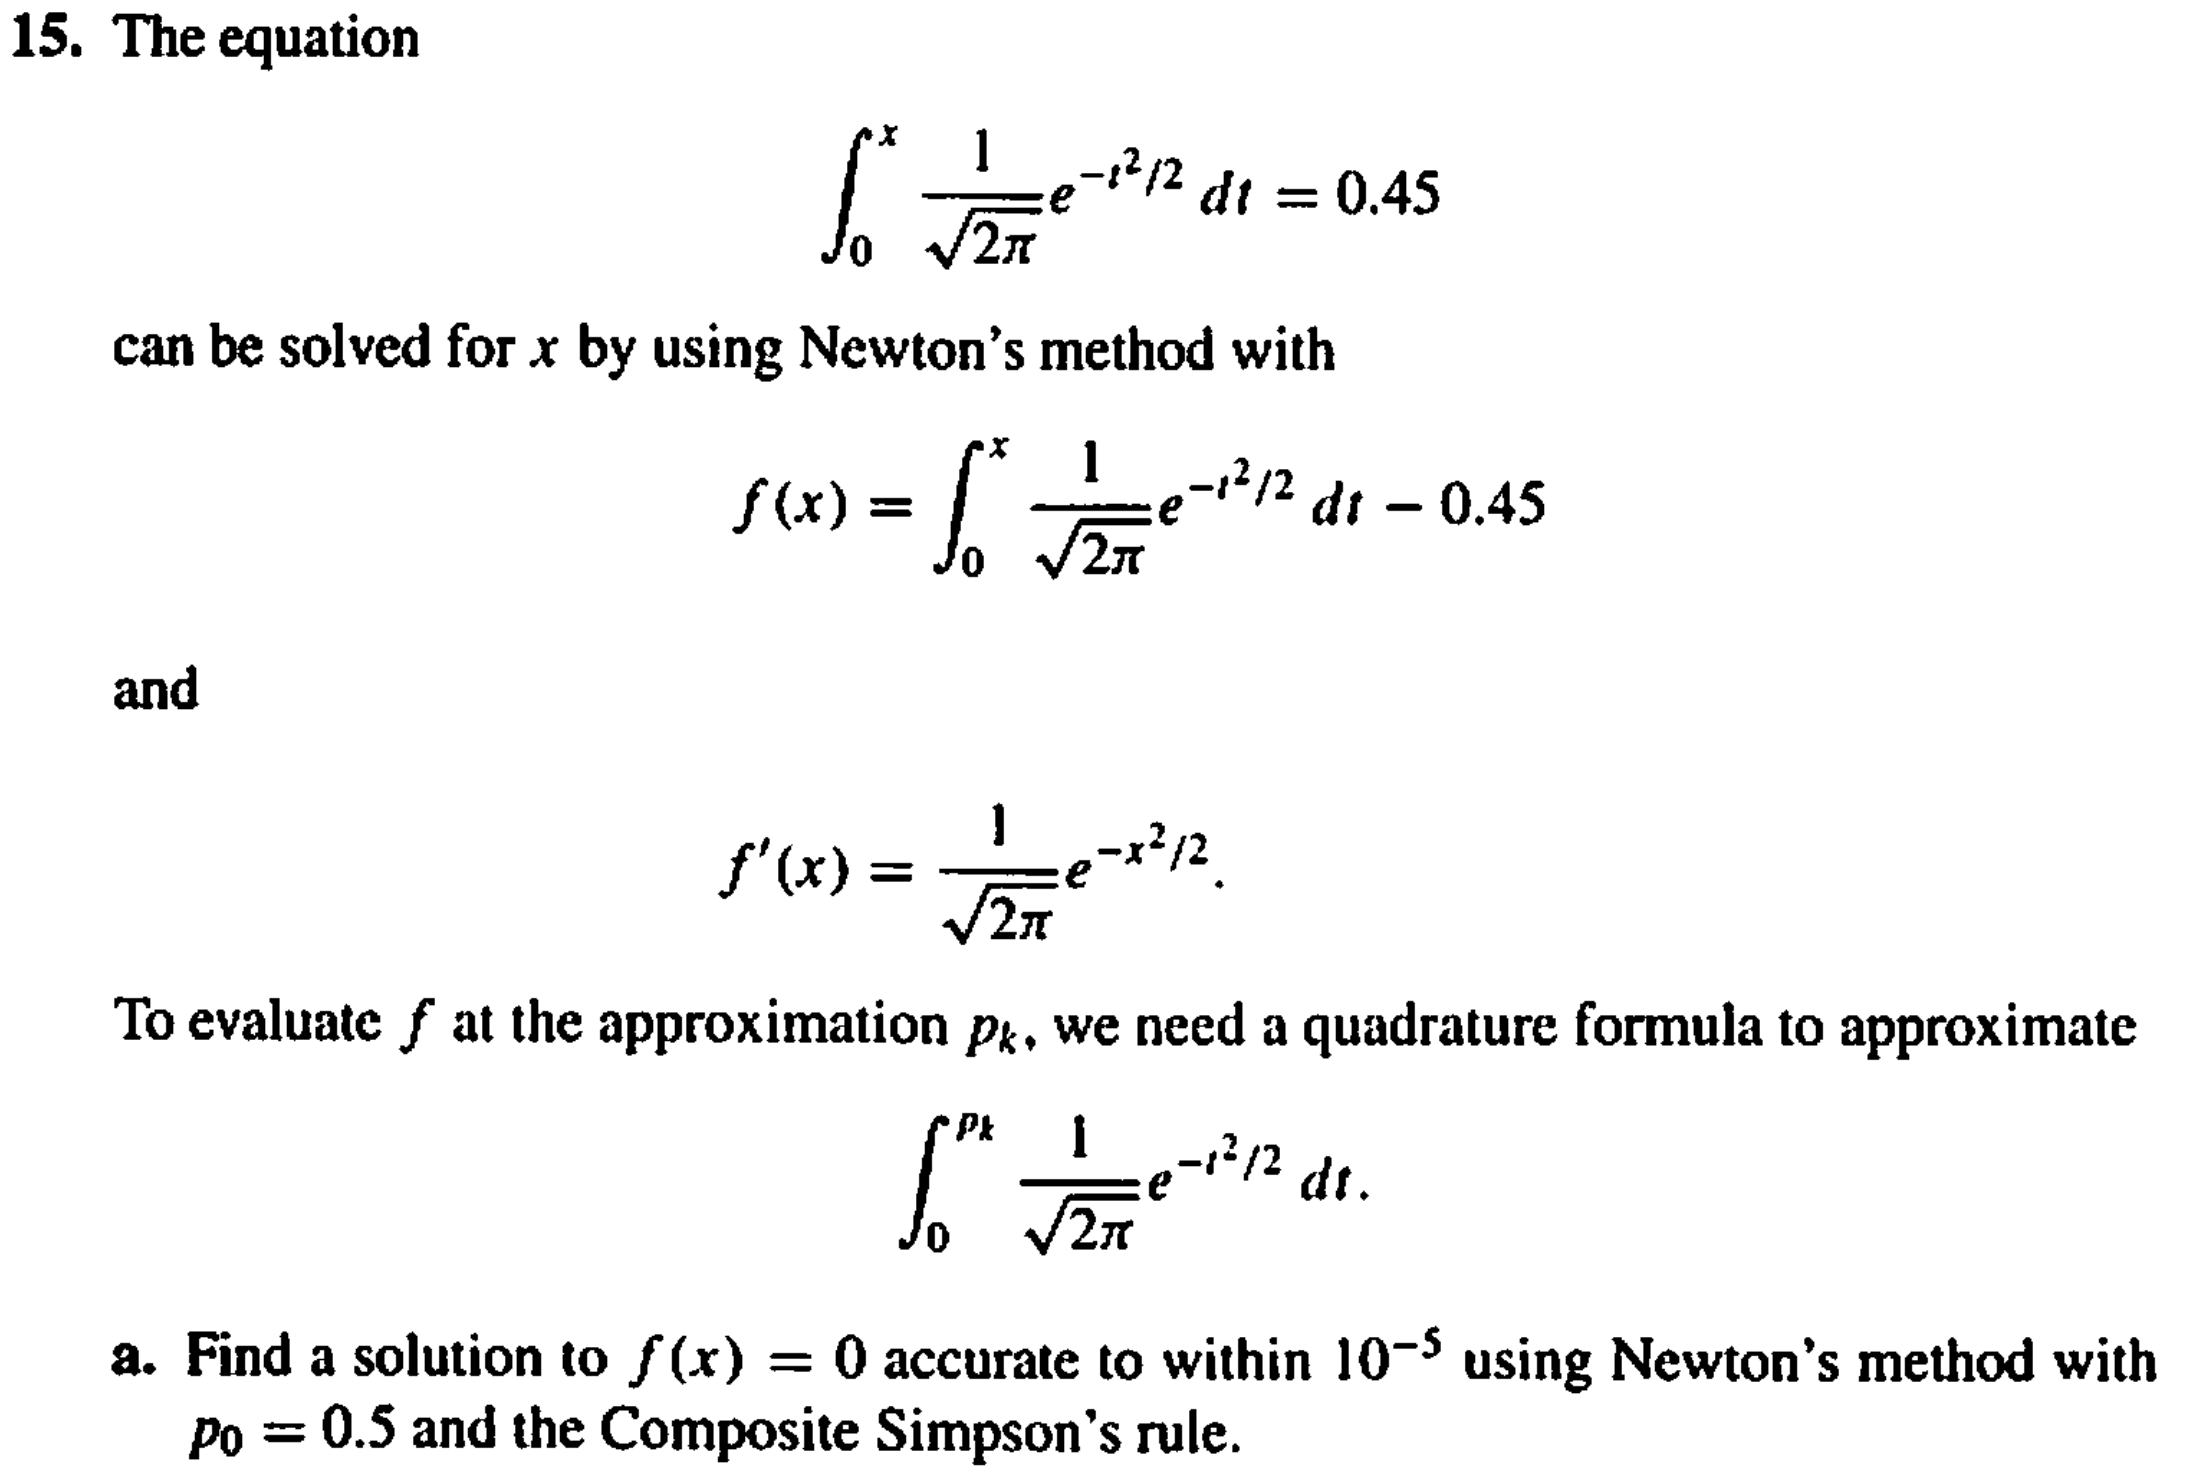 15. The equation
$$\int_0^x \frac{1}{\sqrt{2\pi}} e^{-t^2/2} \, dt = 0.45$$
can be solved for x by using Newton's method with
$$f(x) = \int_0^x \frac{1}{\sqrt{2\pi}} e^{-t^2/2} \, dt - 0.45$$
and
$$f'(x) = \frac{1}{\sqrt{2\pi}} e^{-x^2/2}.$$
To evaluate $f$ at the approximation $p_k$, we need a quadrature formula to approximate
$$\int_0^{p_k} \frac{1}{\sqrt{2\pi}} e^{-t^2/2} \, dt.$$
a. Find a solution to $f(x) = 0$ accurate to within $10^{-5}$ using Newton's method with
$p_0 = 0.5$ and the Composite Simpson's rule.